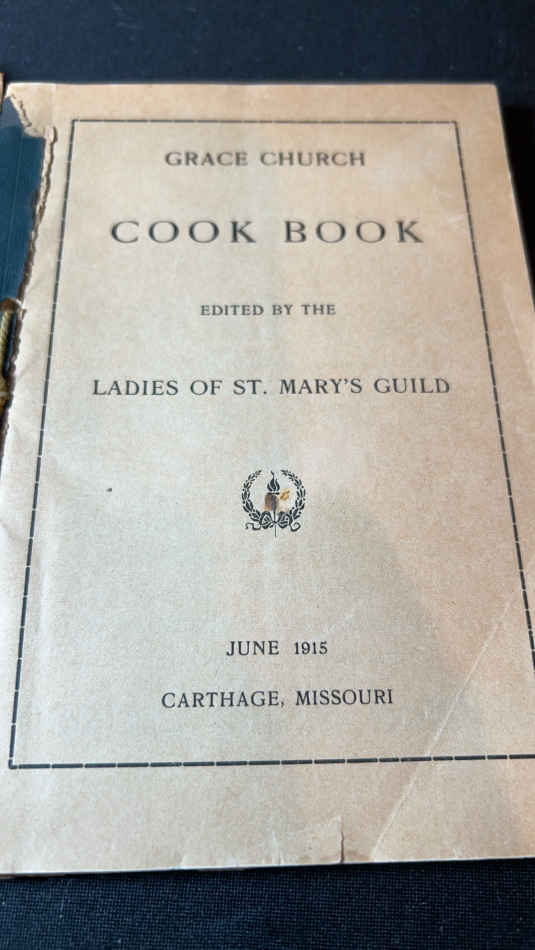 GRACE CHURCH
COOK BOOK
EDITED BY THE
LADIES OF ST. MARY'S GUILD
JUNE 1915
CARTHAGE, MISSOURI